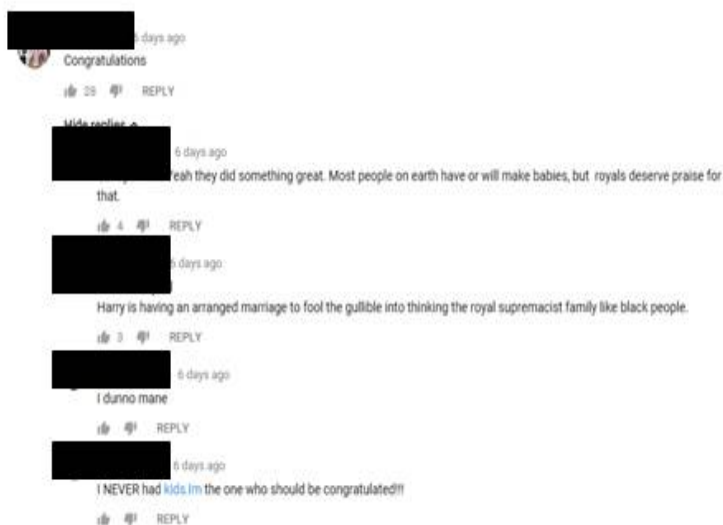 6 days ago
Congratulations
28 REPLY
Hide replies
6 days ago
Yeah they did something great. Most people on earth have or will make babies, but royals deserve praise for
that.
4 REPLY
6 days ago
Harry is having an arranged marriage to fool the gullible into thinking the royal supremacist family like black people.
3 REPLY
6 days ago
I dunno mane
REPLY
6 days ago
I NEVER had kids.Im the one who should be congratulated!!!
REPLY